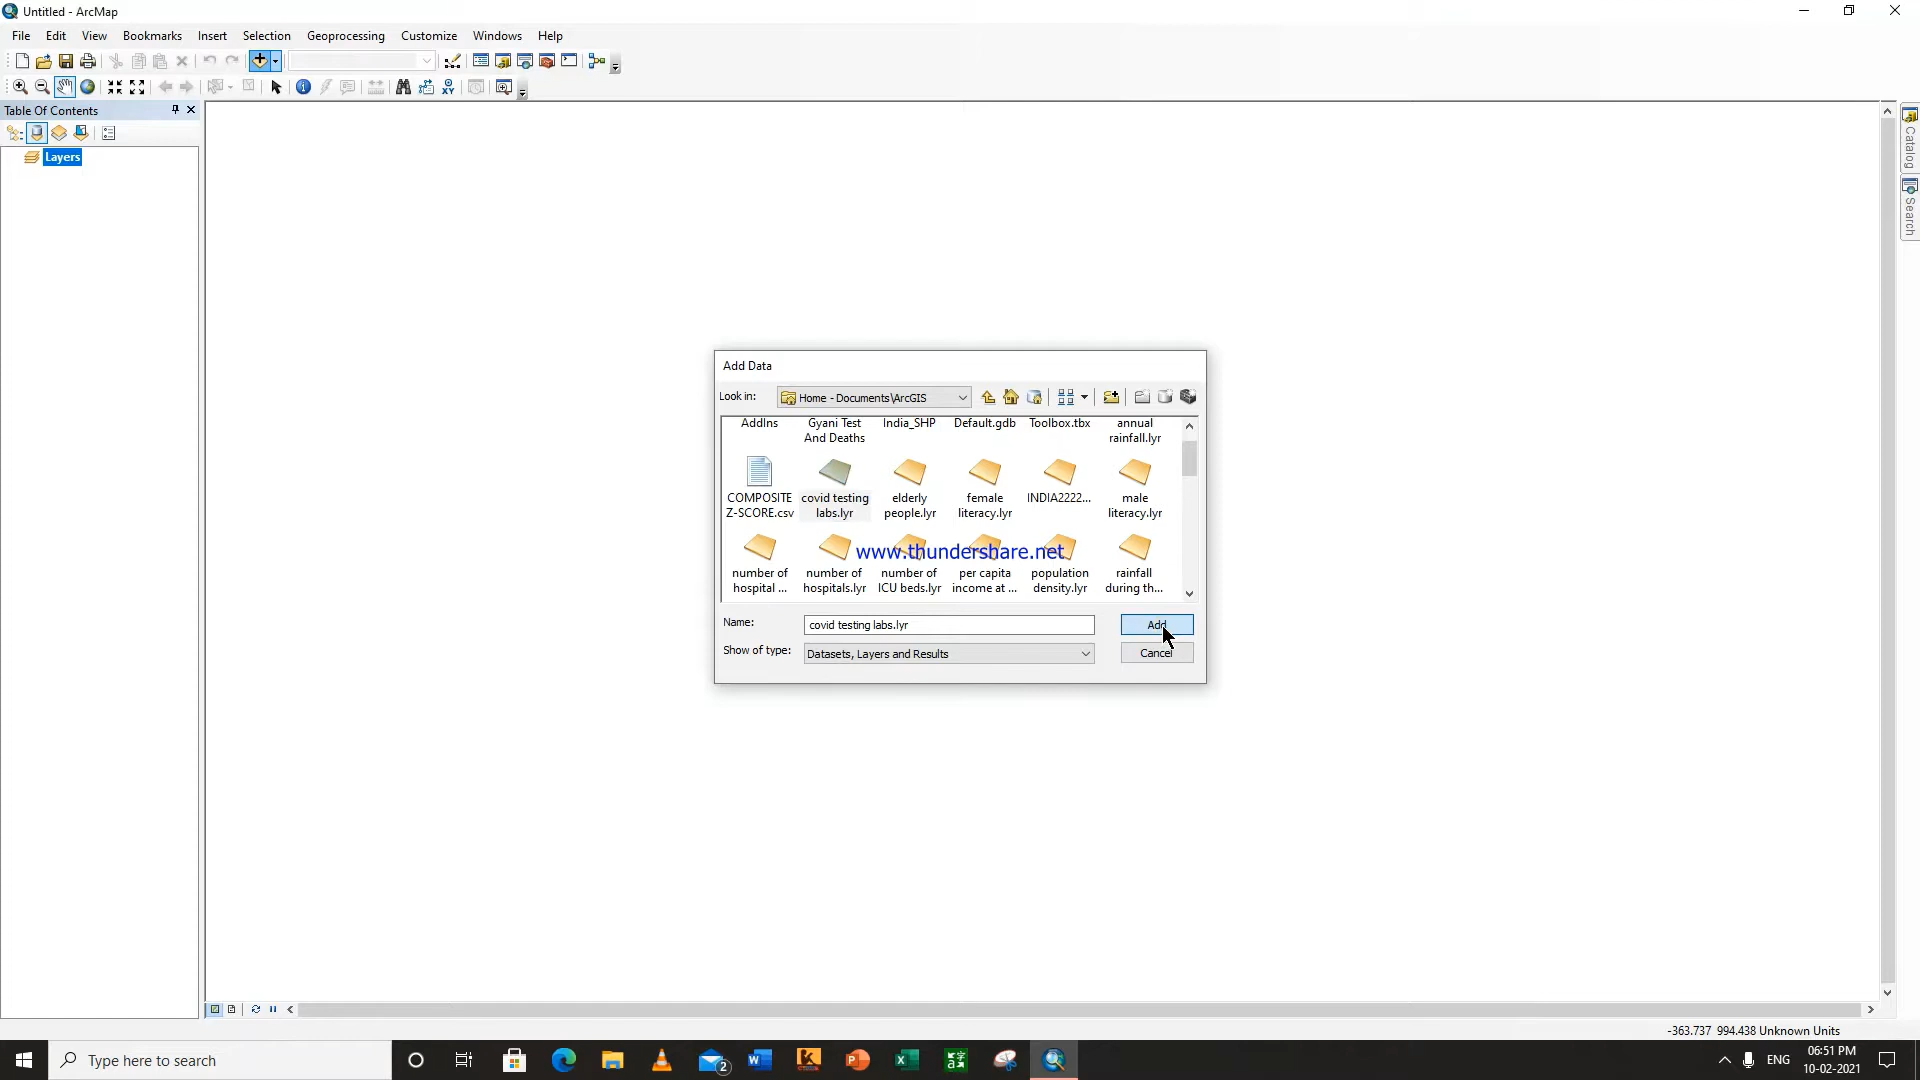 Untitled - ArcMap
File Edit View Bookmarks Insert Selection Geoprocessing Customize Windows Help
Table Of Contents
Layers
Catalog
Search
Add Data
Look in: Home - Documents\ArcGIS
AddIns
Gyani Test And Deaths
India_SHP
Default.gdb
Toolbox.tbx
annual rainfall.lyr
COMPOSITE Z-SCORE.csv
covid testing labs.lyr
elderly people.lyr
female literacy.lyr
INDIA2222...
male literacy.lyr
www.thundershare.net
number of hospital ...
number of hospitals.lyr
number of ICU beds.lyr
per capita income at ...
population density.lyr
rainfall during th...
Name: covid testing labs.lyr Add
Show of type: Datasets, Layers and Results Cancel
-363.737 994.438 Unknown Units
Type here to search
2
ENG
06:51 PM
10-02-2021